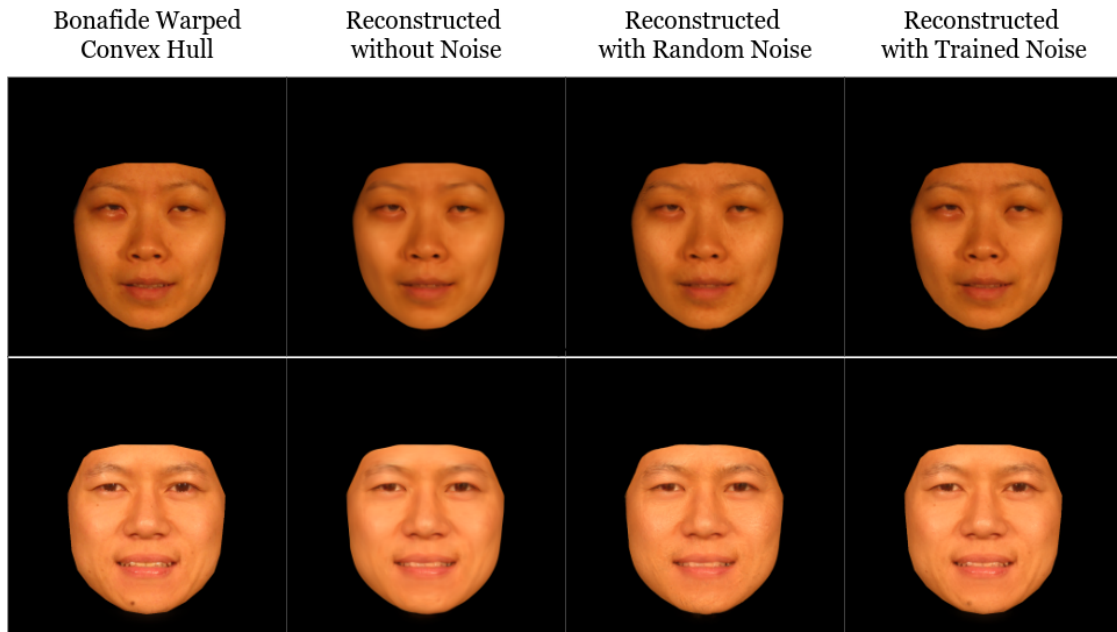 Bonafide Warped
Convex Hull
Reconstructed
without Noise
Reconstructed
with Random Noise
Reconstructed
with Trained Noise